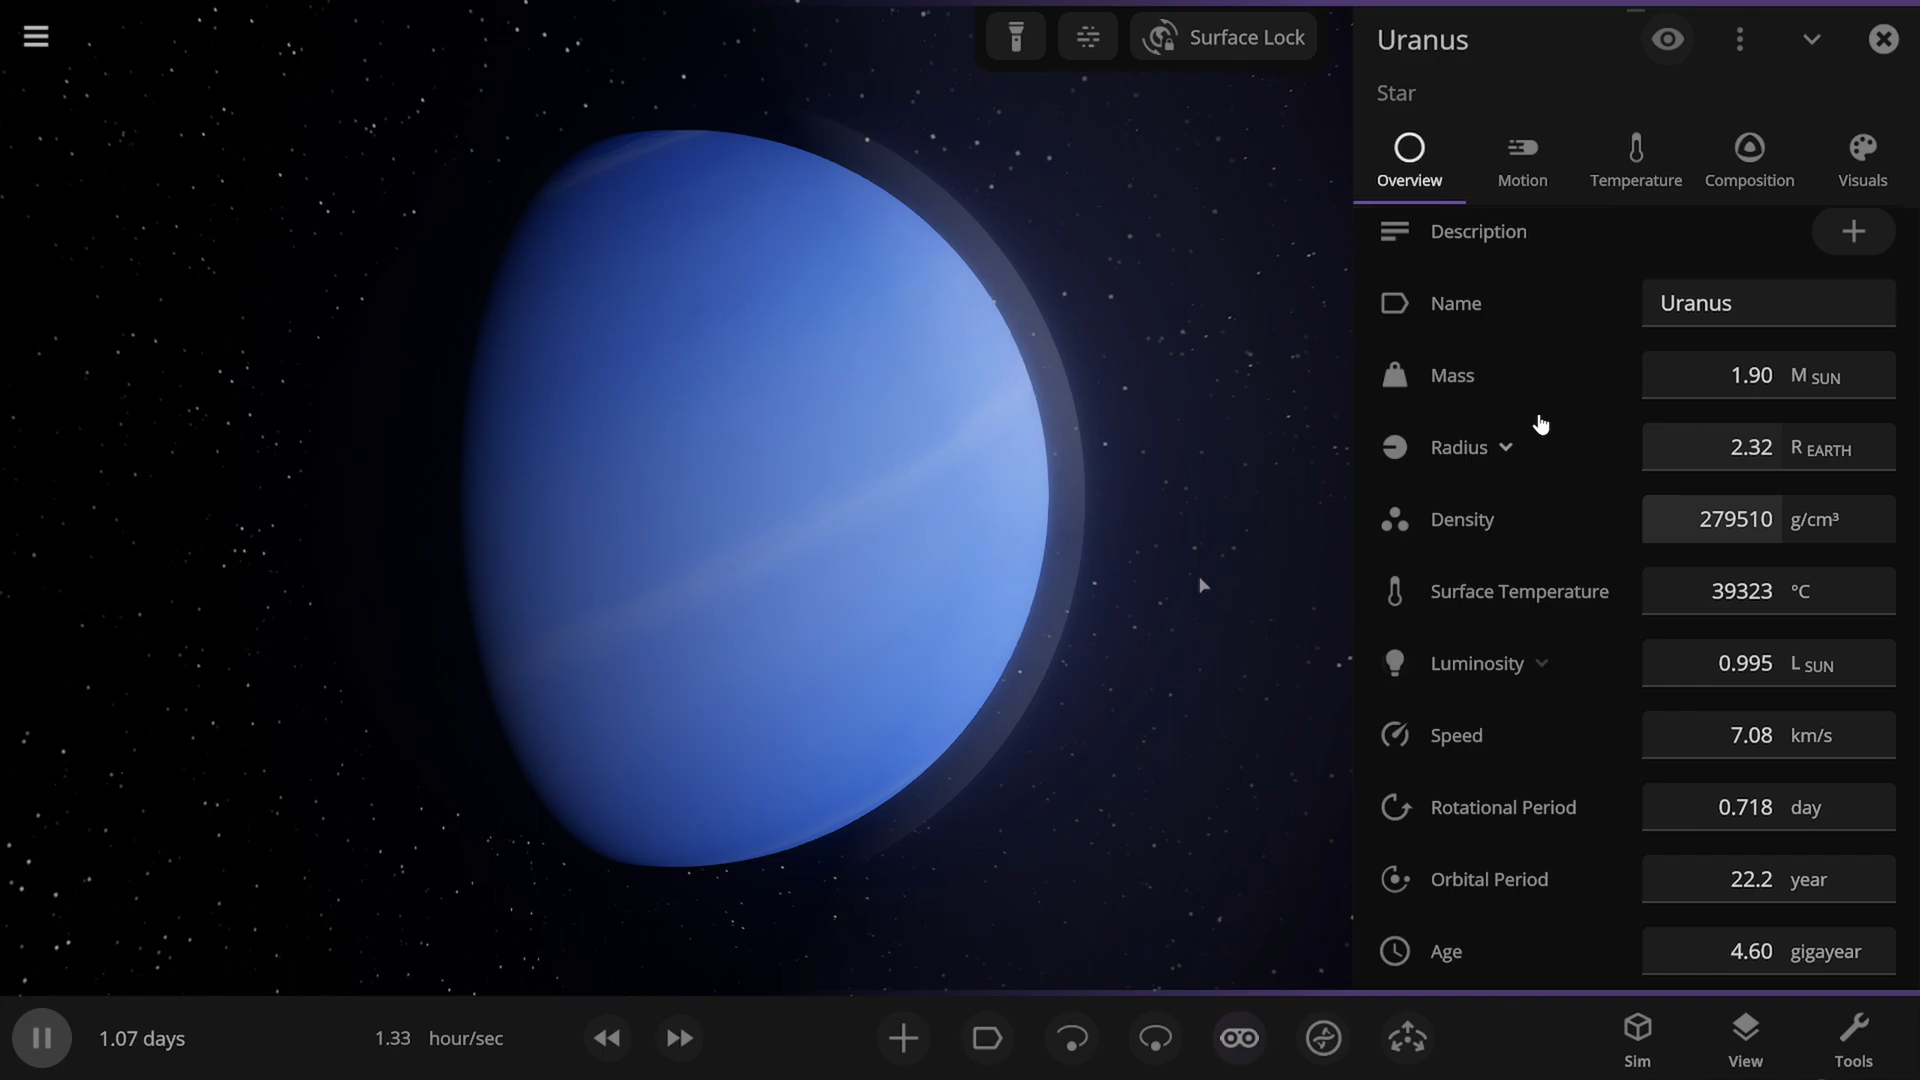 Surface Lock
Uranus
Star
Overview
Motion
Temperature
Composition
Visuals
Description
Name Uranus
Mass 1.90 M SUN
Radius 2.32 R EARTH
Density 279510 g/cm³
Surface Temperature 39323 °C
Luminosity 0.995 L SUN
Speed 7.08 km/s
Rotational Period 0.718 day
Orbital Period 22.2 year
Age 4.60 gigayear
1.07 days
1.33 hour/sec
Sim
View
Tools